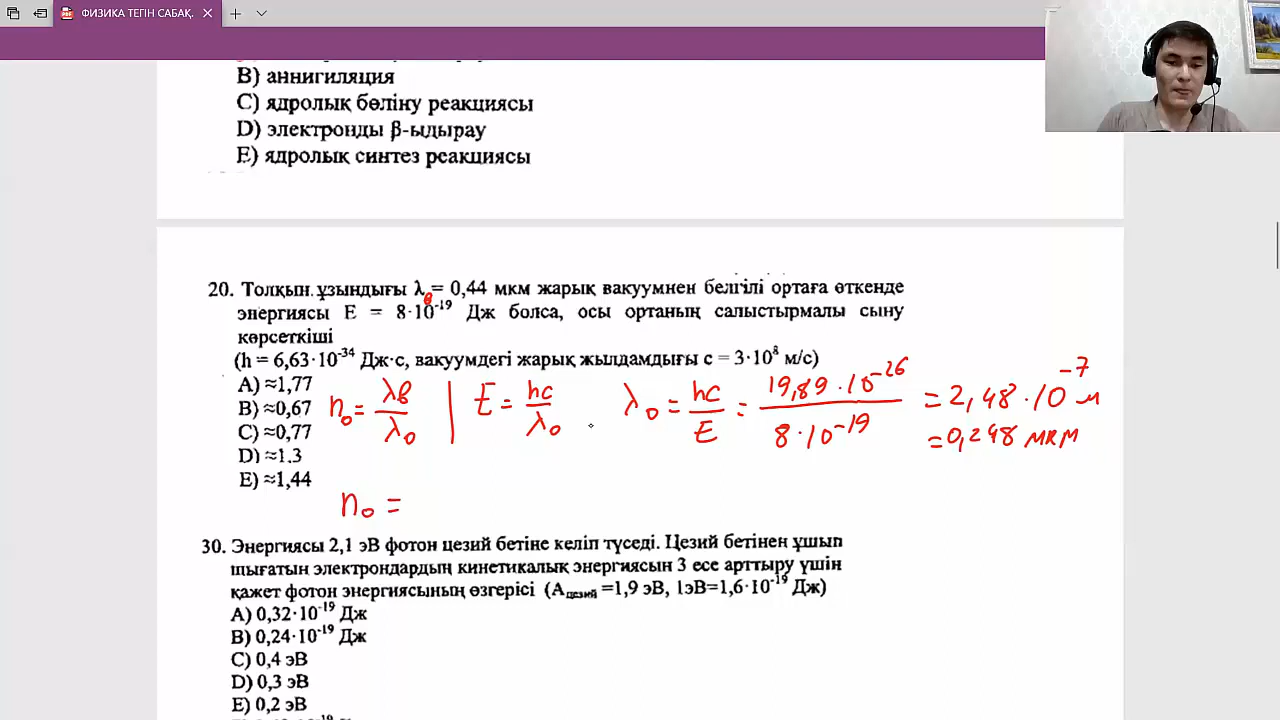 ФИЗИКА ТЕГІН САБАҚ.
B) аннигиляция
C) ядролық бөліну реакциясы
D) электронды β-ыдырау
E) ядролық синтез реакциясы
20. Толқын ұзындығы λв = 0,44 мкм жарық вакуумнен белгілі ортаға өткенде
энергиясы E = 8·10⁻¹⁹ Дж болса, осы ортаның салыстырмалы сыну
көрсеткіші
(h = 6,63·10⁻³⁴ Дж·с, вакуумдегі жарық жылдамдығы c = 3·10⁸ м/с)
A) ≈1,77
B) ≈0,67
C) ≈0,77
D) ≈1,3
E) ≈1,44
n₀ = λв/λ₀ | E = hc/λ₀ λ₀ = hc/E = 19,89·10⁻²⁶/8·10⁻¹⁹ = 2,48·10⁻⁷ м
= 0,248 мкм
n₀ =
30. Энергиясы 2,1 эВ фотон цезий бетіне келіп түседі. Цезий бетінен ұшып
шығатын электрондардың кинетикалық энергиясын 3 есе арттыру үшін
қажет фотон энергиясының өзгерісі (Aцезий =1,9 эВ, 1эВ=1,6·10⁻¹⁹ Дж)
A) 0,32·10⁻¹⁹ Дж
B) 0,24·10⁻¹⁹ Дж
C) 0,4 эВ
D) 0,3 эВ
E) 0,2 эВ